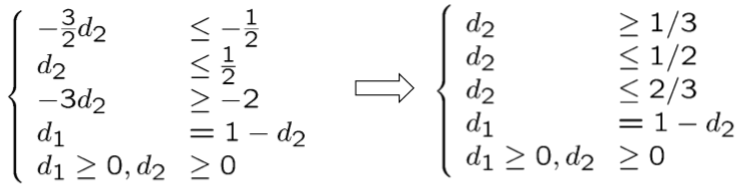 -3/2 d₂ ≤ -1/2
d₂ ≤ 1/2
-3d₂ ≥ -2
d₁ = 1 - d₂
d₁ ≥ 0, d₂ ≥ 0
d₂ ≥ 1/3
d₂ ≤ 1/2
d₂ ≤ 2/3
d₁ = 1 - d₂
d₁ ≥ 0, d₂ ≥ 0